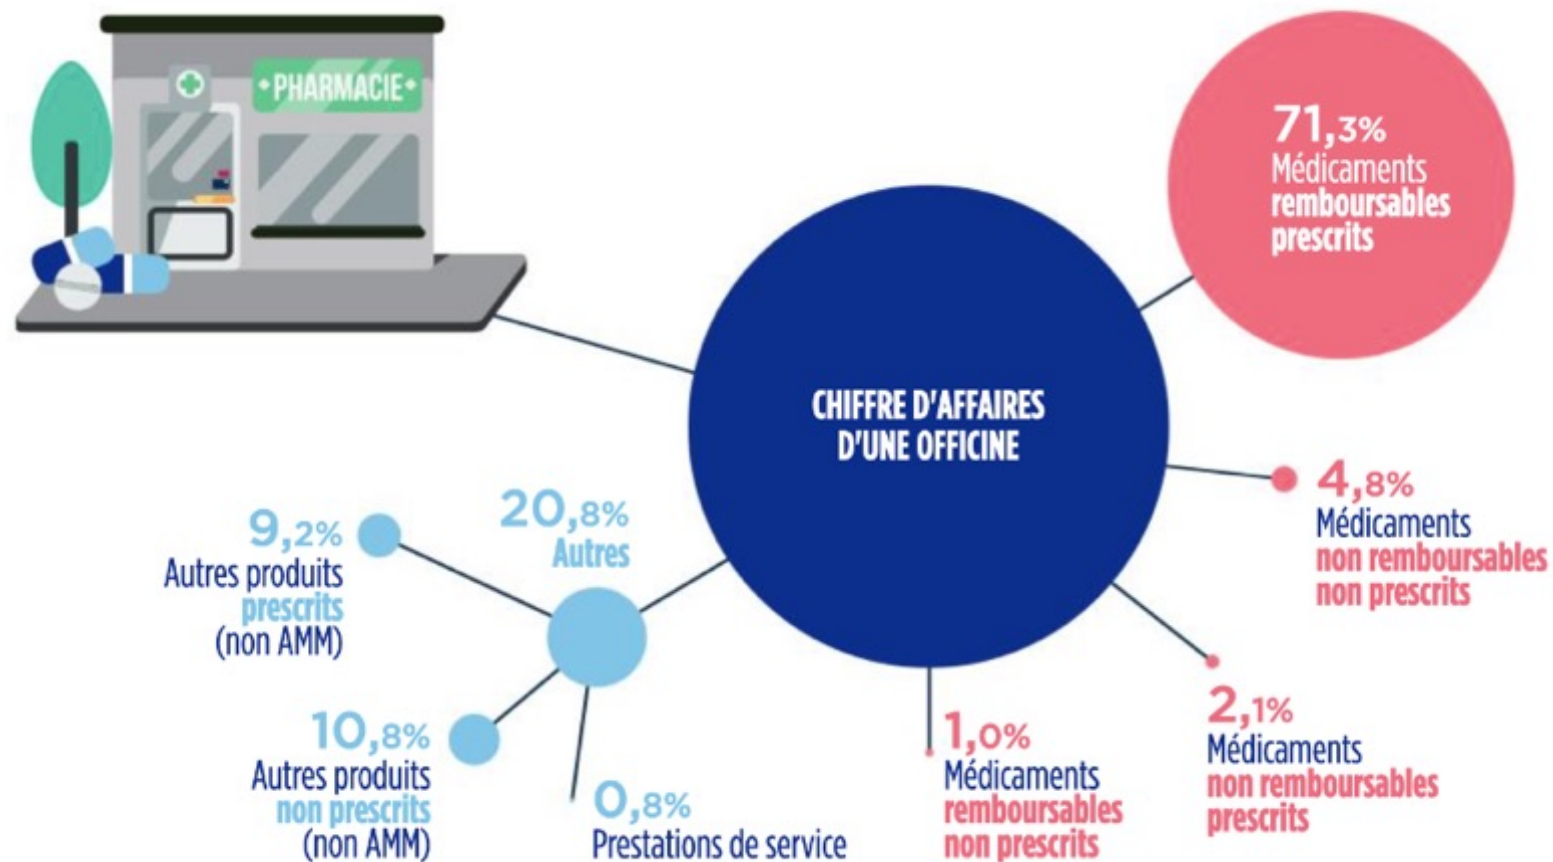 PHARMACIE
71,3%
Médicaments
remboursables
prescrits
CHIFFRE D'AFFAIRES
D'UNE OFFICINE
4,8%
Médicaments
non remboursables
non prescrits
20,8%
Autres
9,2%
Autres produits
prescrits
(non AMM)
10,8%
Autres produits
non prescrits
(non AMM)
0,8%
Prestations de service
1,0%
Médicaments
remboursables
non prescrits
2,1%
Médicaments
non remboursables
prescrits